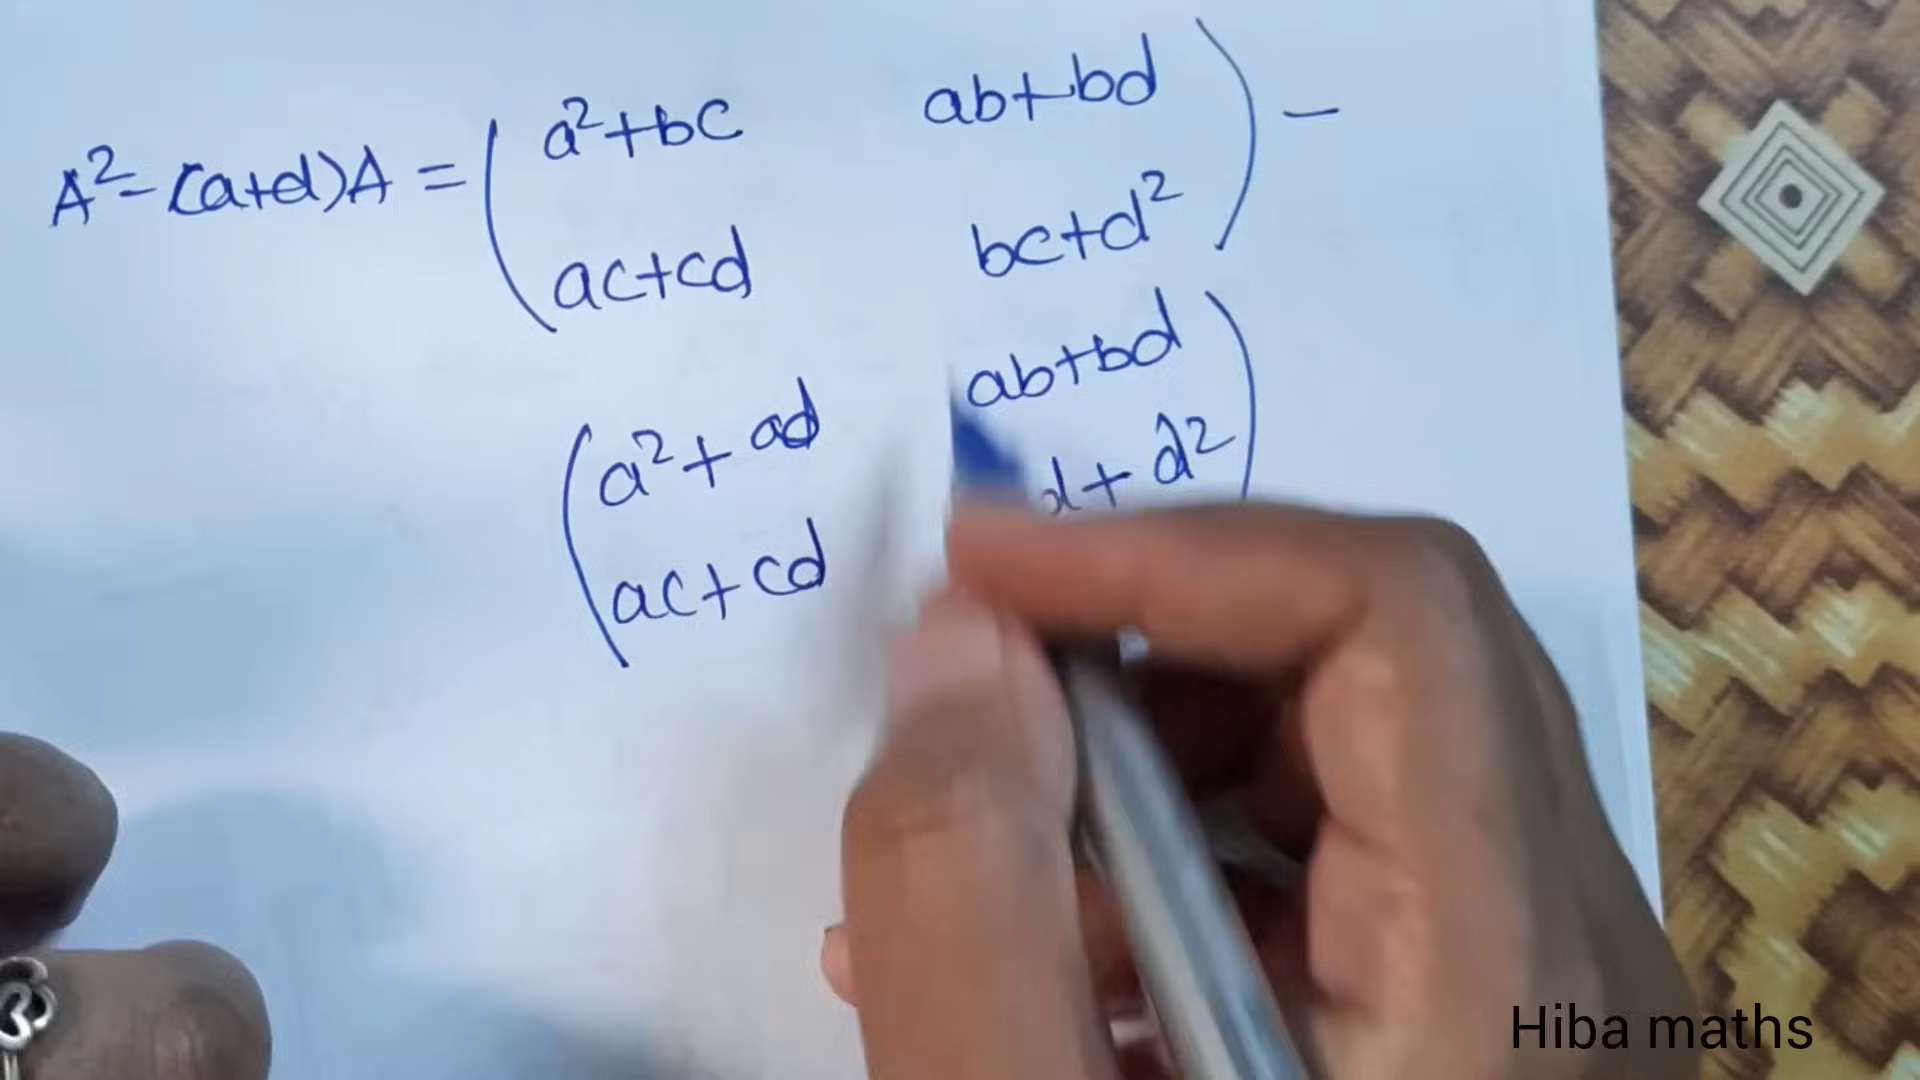 A²-(a+d)A = ( a²+bc ab+bd ) -
ac+cd bc+d²
( a²+ad ab+bd )
ac+cd d+d²
Hiba maths